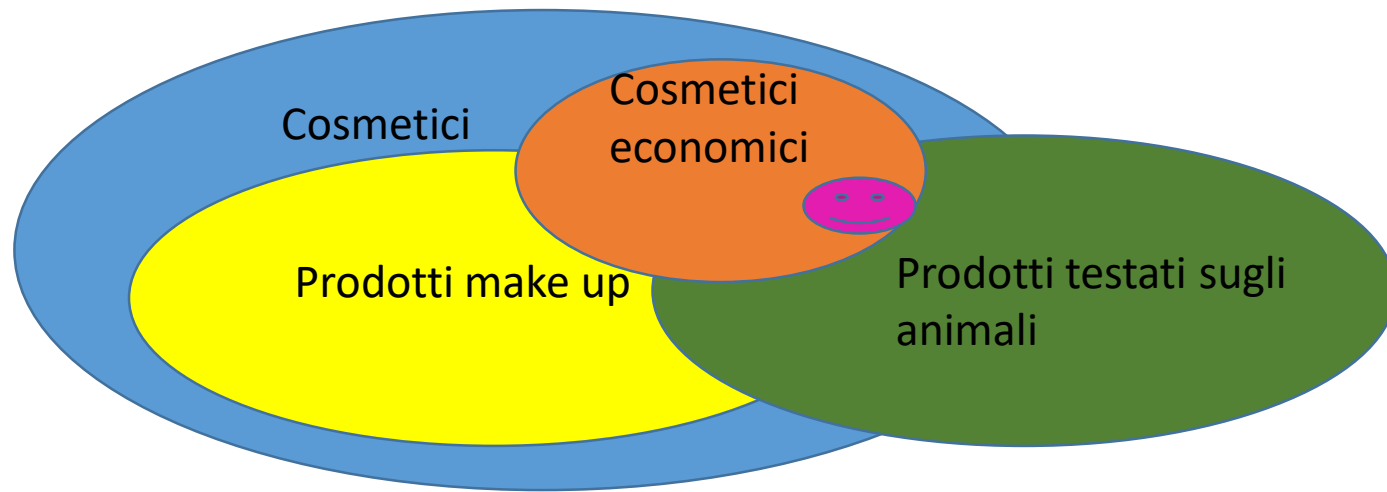 Cosmetici
economici
Cosmetici
Prodotti make up
Prodotti testati sugli
animali